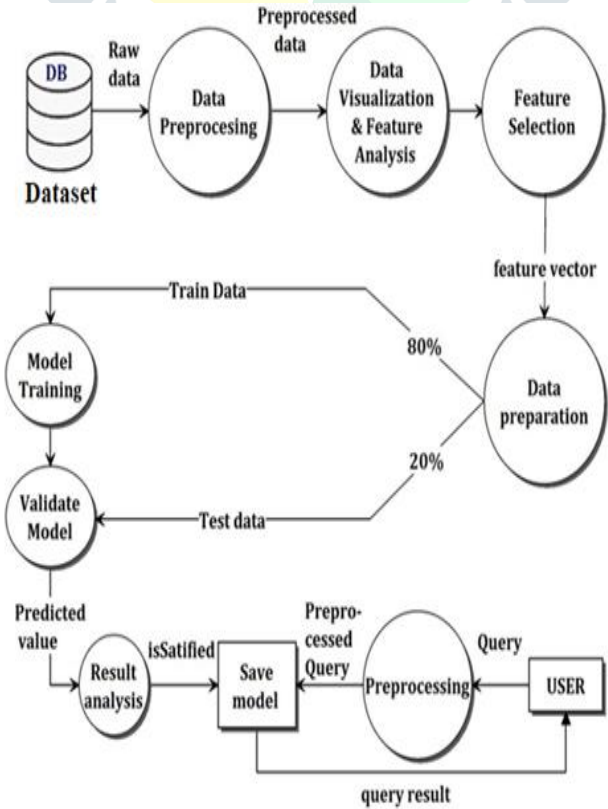 DB
Dataset
Raw
data
Data
Preprocesing
Preprocessed
data
Data
Visualization
& Feature
Analysis
Feature
Selection
feature vector
Data
preparation
80%
Train Data
20%
Test data
Model
Training
Validate
Model
Predicted
value
Result
analysis
isSatified
Save
model
Prepro-
cessed
Query
Preprocessing
Query
USER
query result